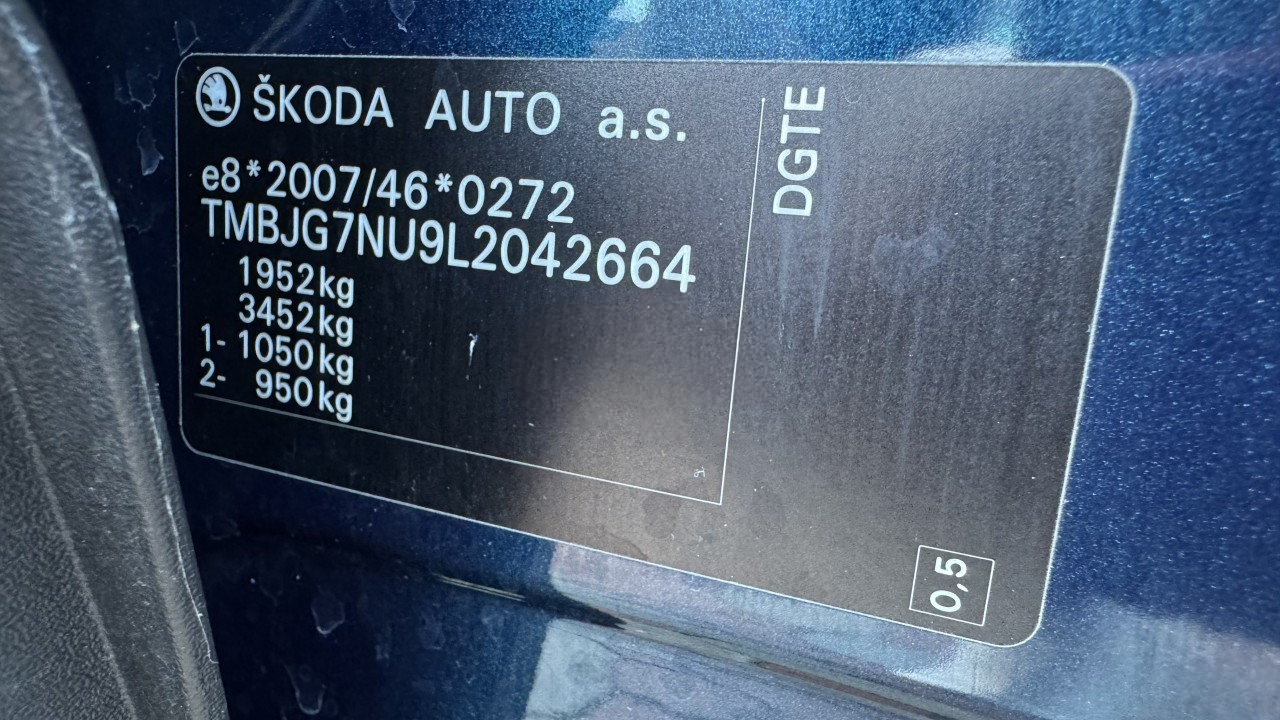 ŠKODA AUTO a.s.
e8*2007/46*0272
TMBJG7NU9L2042664
1952kg
3452kg
1- 1050kg
2- 950kg
DGTE
0,5